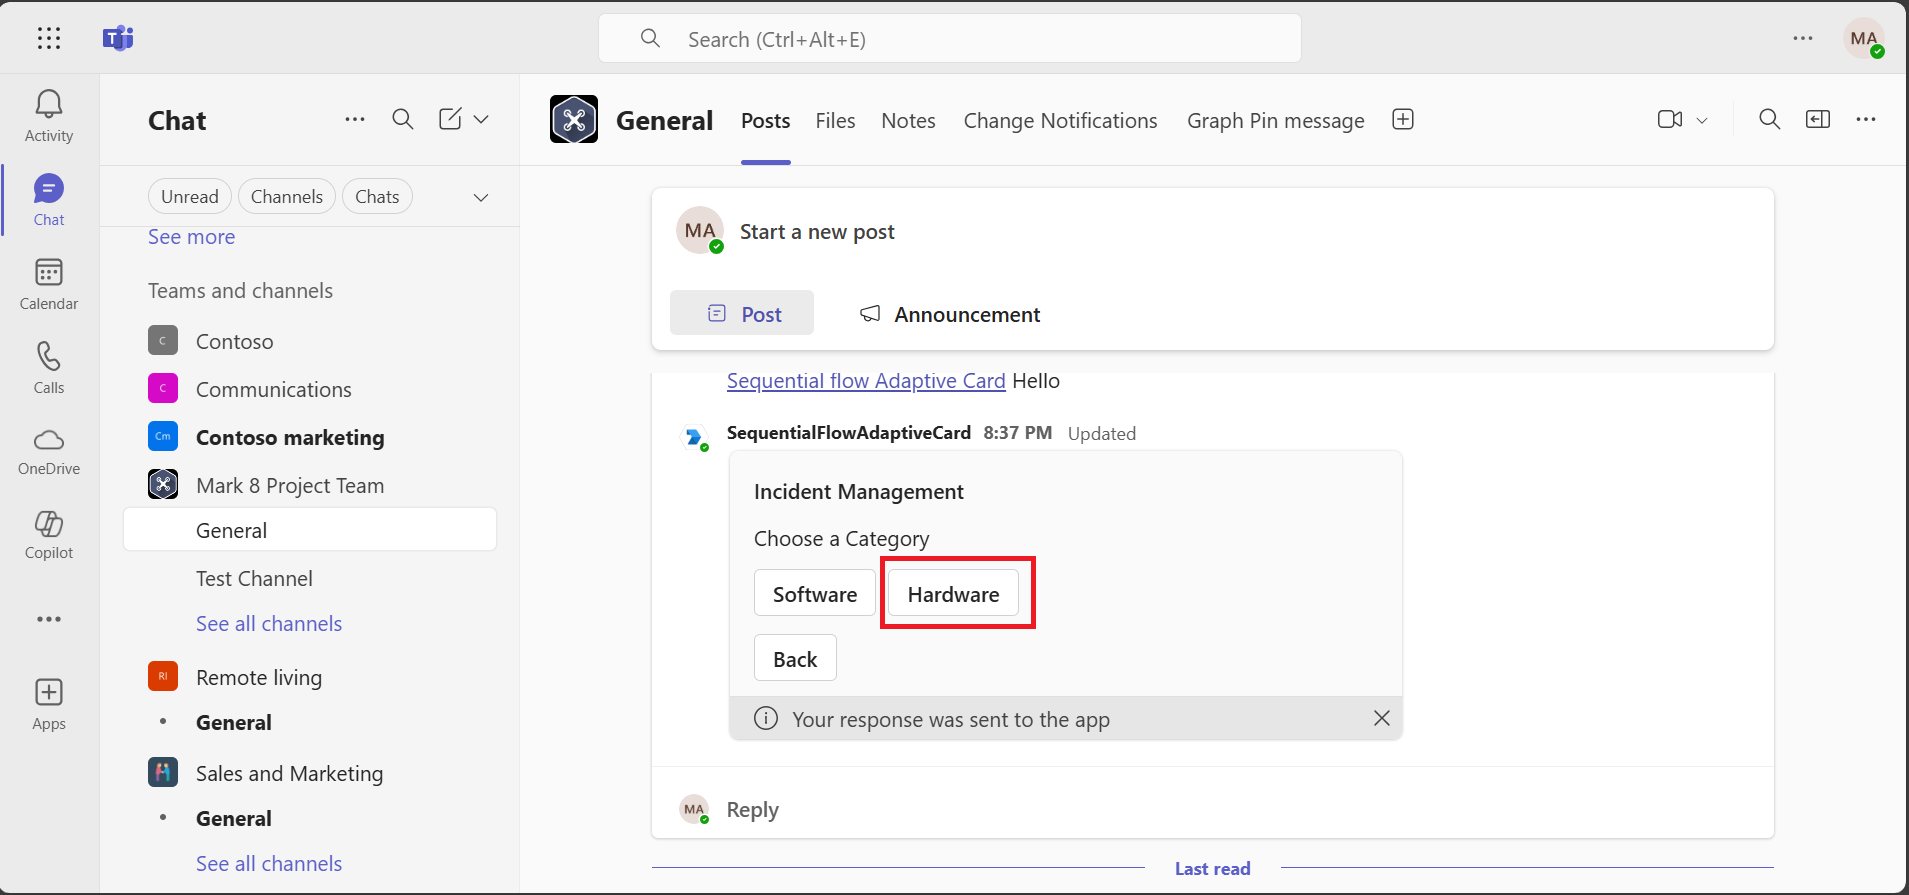 Search (Ctrl+Alt+E)
MA
Activity
Chat
Calendar
Calls
OneDrive
Copilot
Apps
Chat
Unread Channels Chats
See more
Teams and channels
C Contoso
C Communications
Cm Contoso marketing
Mark 8 Project Team
General
Test Channel
See all channels
Rl Remote living
General
Sales and Marketing
General
See all channels
General Posts Files Notes Change Notifications Graph Pin message
MA Start a new post
Post Announcement
Sequential flow Adaptive Card Hello
SequentialFlowAdaptiveCard 8:37 PM Updated
Incident Management
Choose a Category
Software Hardware
Back
Your response was sent to the app
MA Reply
Last read